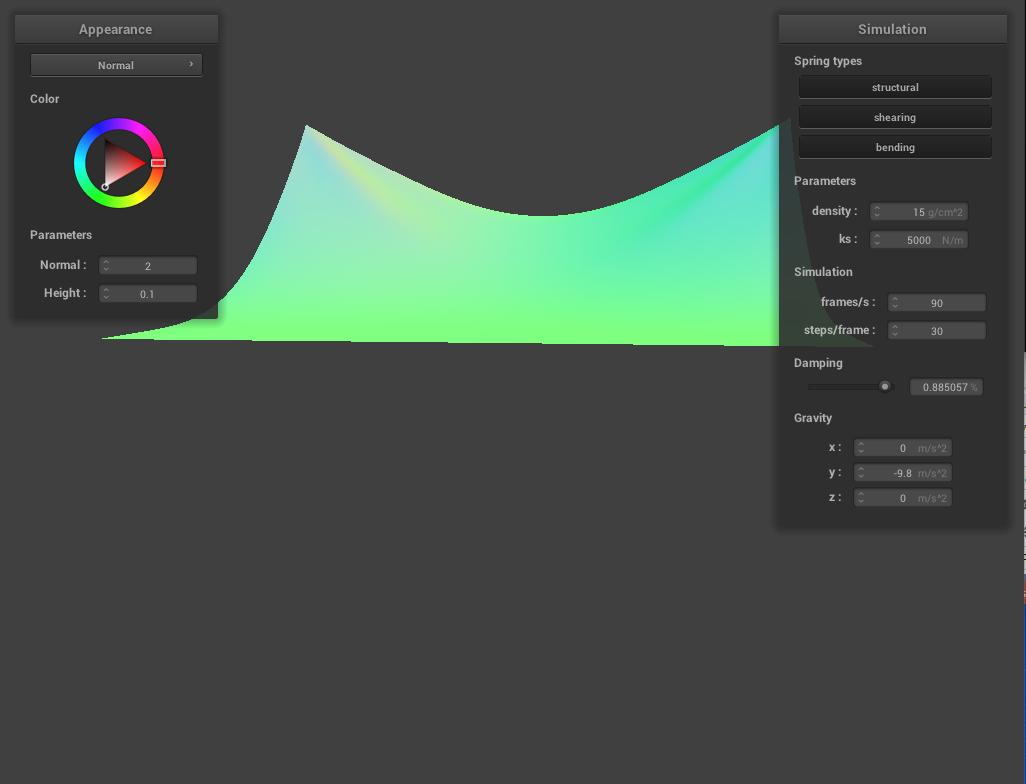 Appearance
Normal
Color
Parameters
Normal : 2
Height : 0.1
Simulation
Spring types
structural
shearing
bending
Parameters
density : 15 g/cm^2
ks : 5000 N/m
Simulation
frames/s : 90
steps/frame : 30
Damping
0.885057 %
Gravity
x : 0 m/s^2
y : -9.8 m/s^2
z : 0 m/s^2